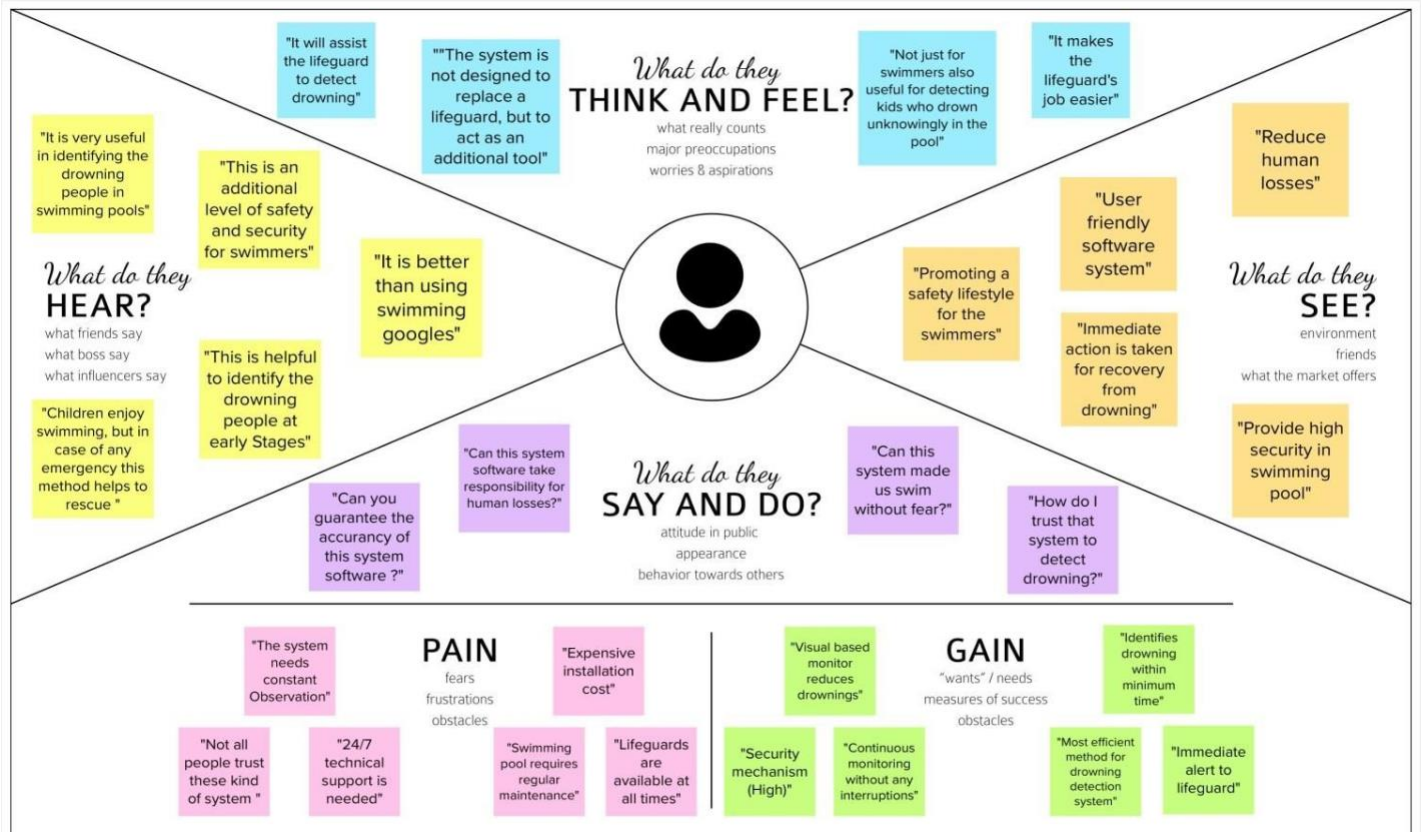 "It will assist
the lifeguard
to detect
drowning"
""The system is
not designed to
replace a
lifeguard, but to
act as an
additional tool"
What do they
THINK AND FEEL?
what really counts
major preoccupations
worries & aspirations
"Not just for
swimmers also
useful for detecting
kids who drown
unknowingly in the
pool"
"It makes
the
lifeguard's
job easier"
"It is very useful
in identifying the
drowning
people in
swimming pools"
"This is an
additional
level of safety
and security
for swimmers"
"It is better
than using
swimming
googles"
What do they
HEAR?
what friends say
what boss say
what influencers say
"This is helpful
to identify the
drowning
people at
early Stages"
"Children enjoy
swimming, but in
case of any
emergency this
method helps to
rescue "
"Reduce
human
losses"
"User
friendly
software
system"
"Promoting a
safety lifestyle
for the
swimmers"
What do they
SEE?
environment
friends
what the market offers
"Immediate
action is taken
for recovery
from
drowning"
"Provide high
security in
swimming
pool"
"Can you
guarantee the
accurancy of
this system
software ?"
"Can this system
software take
responsibility for
human losses?"
What do they
SAY AND DO?
attitude in public
appearance
behavior towards others
"Can this
system made
us swim
without fear?"
"How do I
trust that
system to
detect
drowning?"
"The system
needs
constant
Observation"
PAIN
fears
frustrations
obstacles
"Expensive
installation
cost"
"Not all
people trust
these kind
of system "
"24/7
technical
support is
needed"
"Swimming
pool requires
regular
maintenance"
"Lifeguards
are
available at
all times"
"Visual based
monitor
reduces
drownings"
GAIN
"wants" / needs
measures of success
obstacles
"Identifies
drowning
within
minimum
time"
"Security
mechanism
(High)"
"Continuous
monitoring
without any
interruptions"
"Most efficient
method for
drowning
detection
system"
"Immediate
alert to
lifeguard"